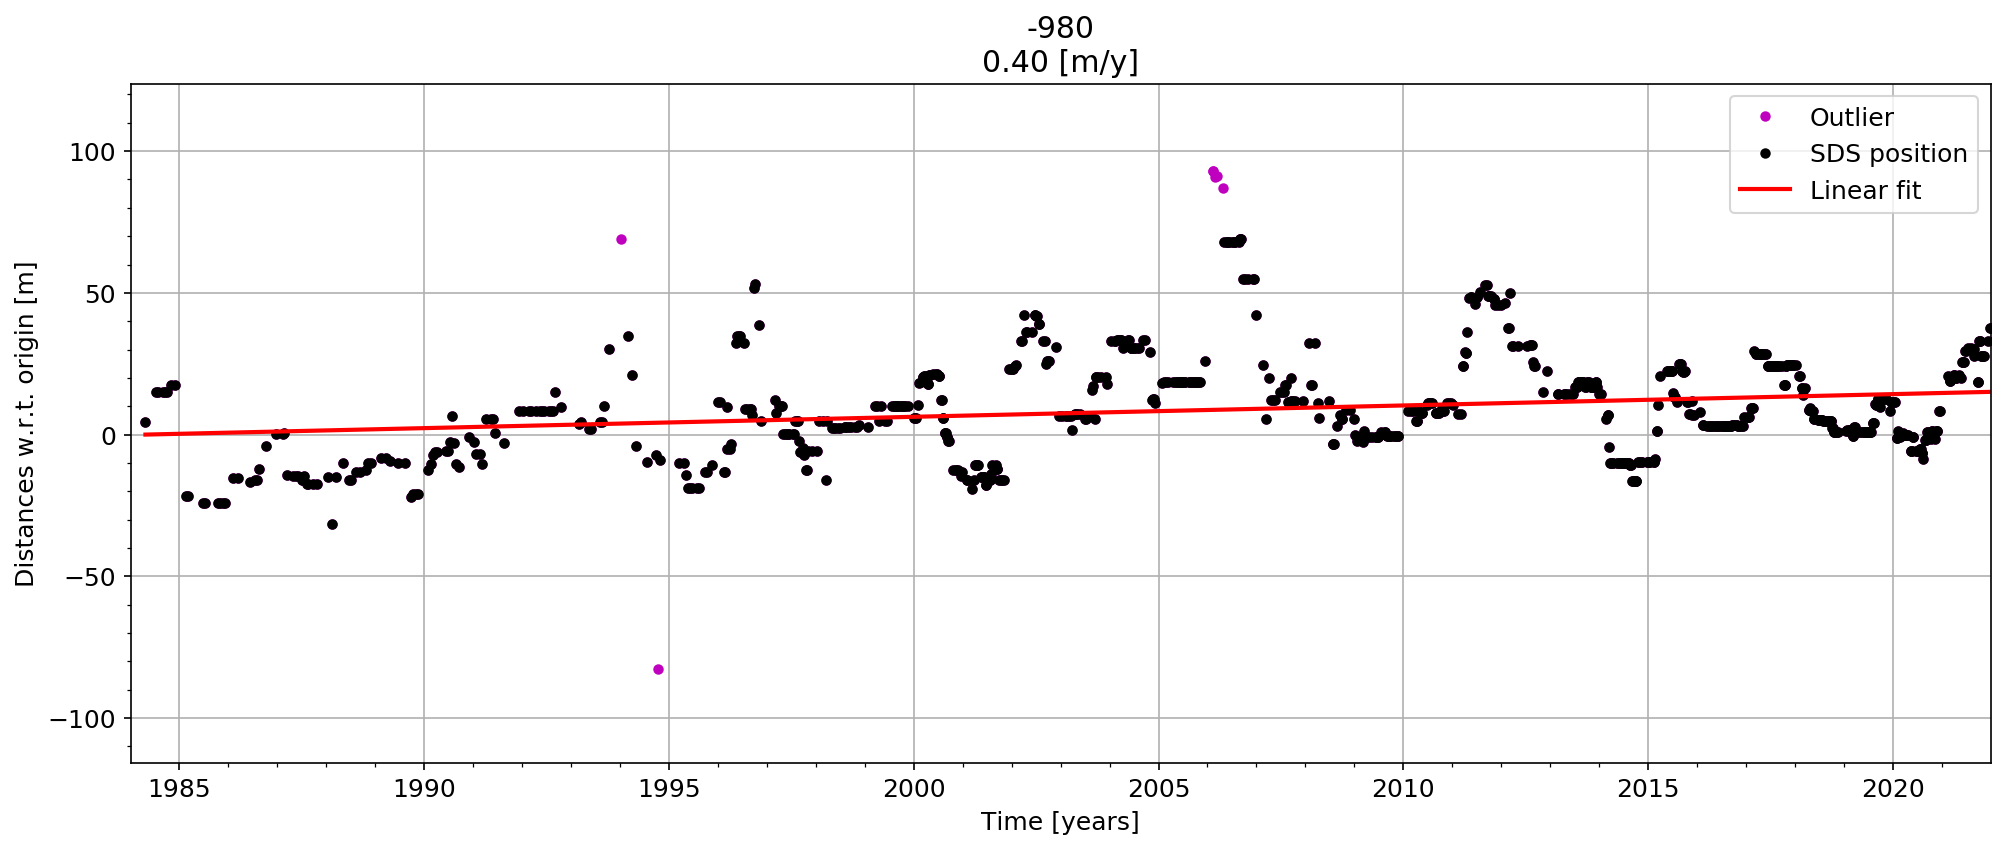 -980
0.40 [m/y]
Outlier
SDS position
Linear fit
Distances w.r.t. origin [m]
100
50
0
−50
−100
1985 1990 1995 2000 2005 2010 2015 2020
Time [years]